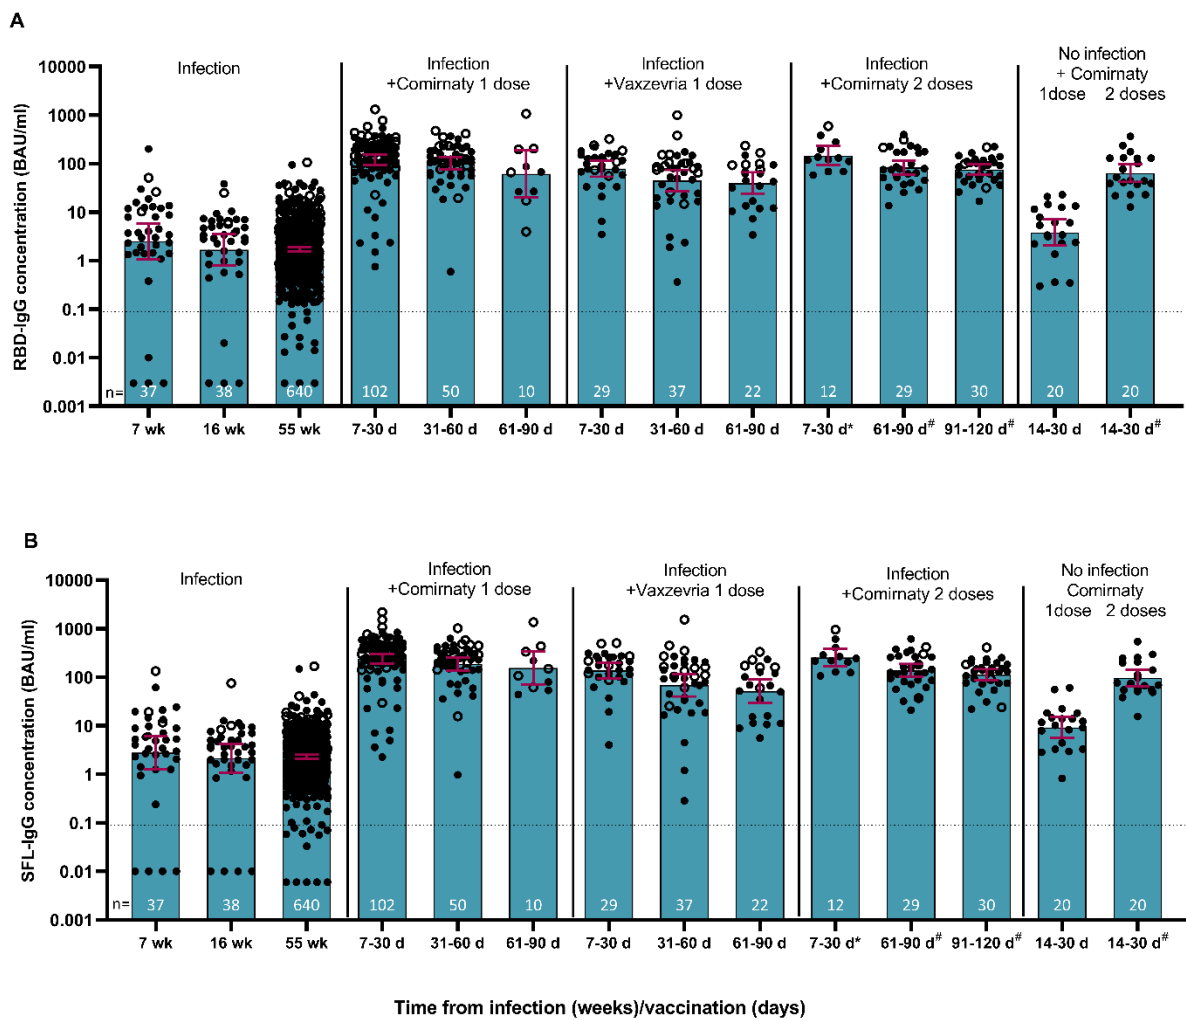 A
Infection
Infection
+Comirnaty 1 dose
Infection
+Vaxzevria 1 dose
Infection
+Comirnaty 2 doses
No infection
+ Comirnaty
1dose 2 doses
RBD-IgG concentration (BAU/ml)
10000
1000
100
10
1
0.1
0.01
0.001
n= 37 38 640 102 50 10 29 37 22 12 29 30 20 20
7 wk 16 wk 55 wk 7-30 d 31-60 d 61-90 d 7-30 d 31-60 d 61-90 d 7-30 d* 61-90 d# 91-120 d# 14-30 d 14-30 d#
B
Infection
Infection
+Comirnaty 1 dose
Infection
+Vaxzevria 1 dose
Infection
+Comirnaty 2 doses
No infection
Comirnaty
1dose 2 doses
SFL-IgG concentration (BAU/ml)
10000
1000
100
10
1
0.1
0.01
0.001
n= 37 38 640 102 50 10 29 37 22 12 29 30 20 20
7 wk 16 wk 55 wk 7-30 d 31-60 d 61-90 d 7-30 d 31-60 d 61-90 d 7-30 d* 61-90 d# 91-120 d# 14-30 d 14-30 d#
Time from infection (weeks)/vaccination (days)